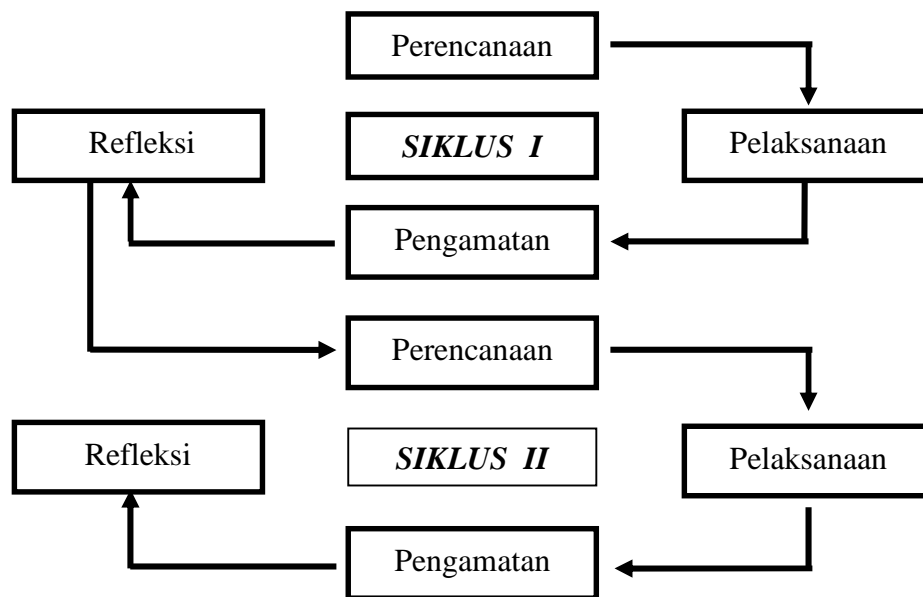 Perencanaan
Refleksi
SIKLUS I
Pelaksanaan
Pengamatan
Perencanaan
Refleksi
SIKLUS II
Pelaksanaan
Pengamatan